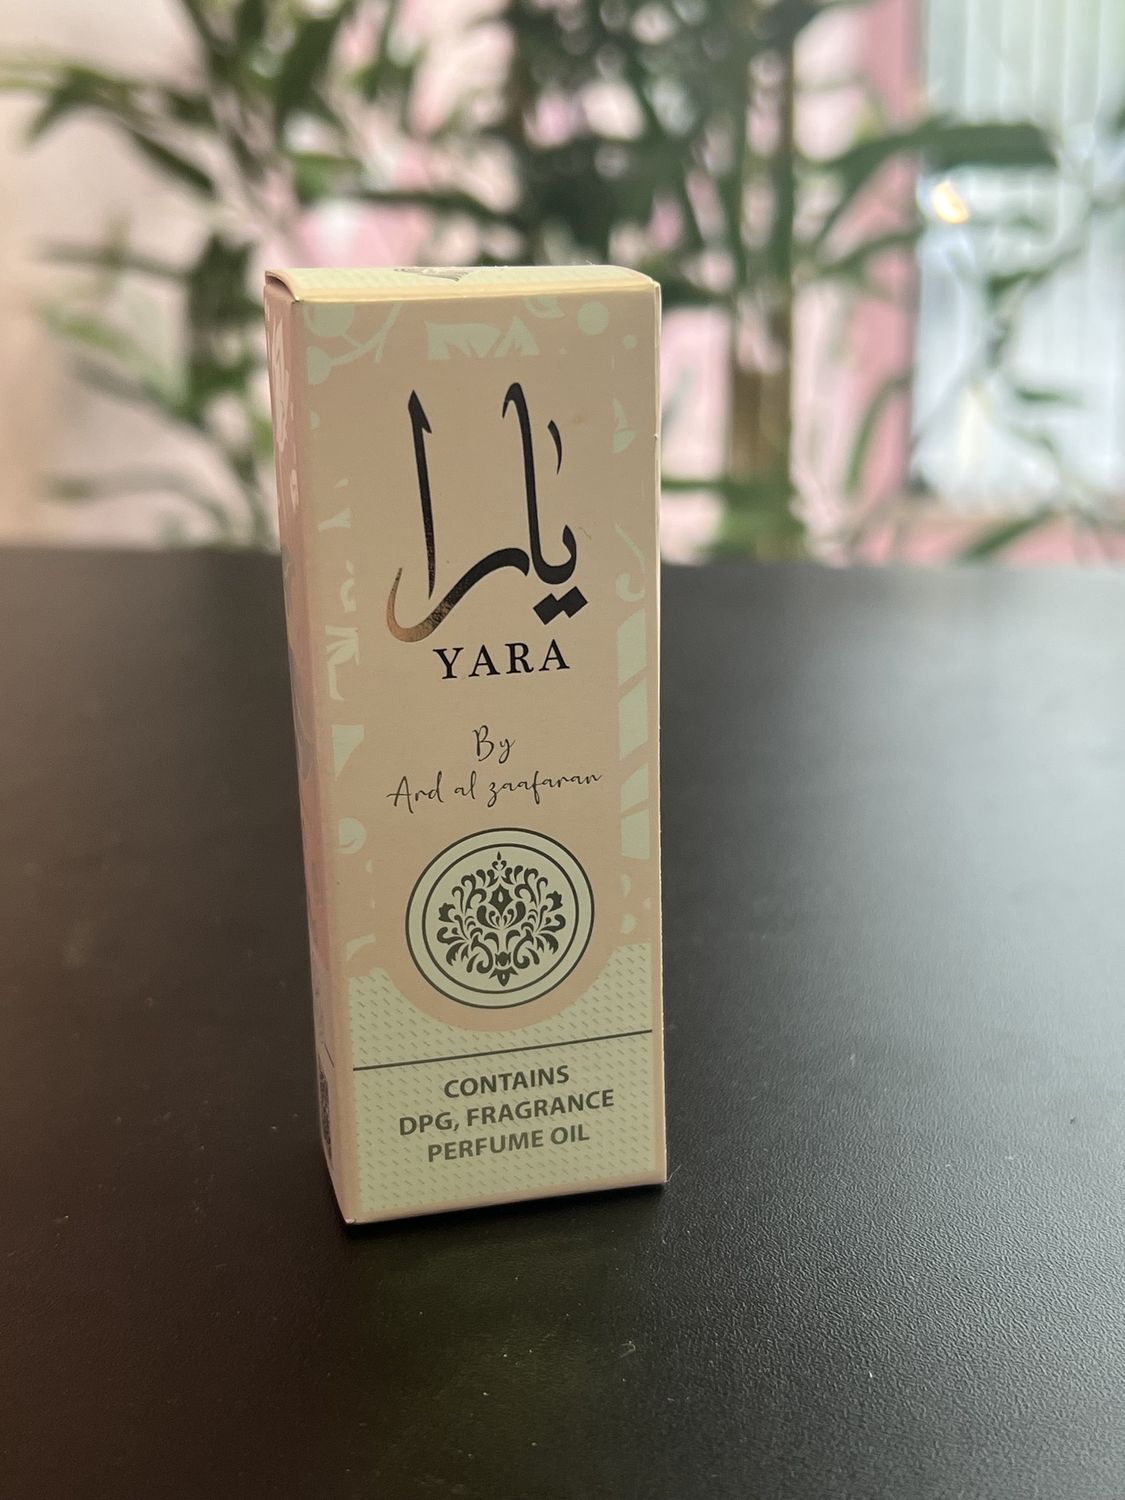 يارا
YARA
By
Ard al zaafaran
CONTAINS
DPG, FRAGRANCE
PERFUME OIL